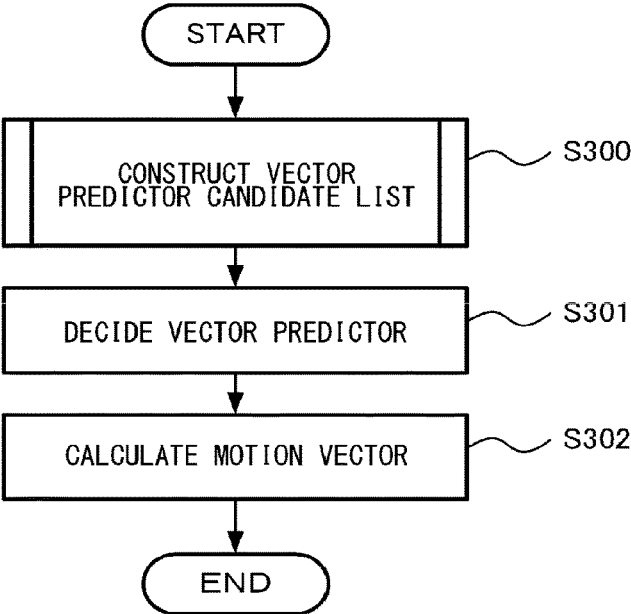 START
CONSTRUCT VECTOR
PREDICTOR CANDIDATE LIST
S300
DECIDE VECTOR PREDICTOR
S301
CALCULATE MOTION VECTOR
S302
END